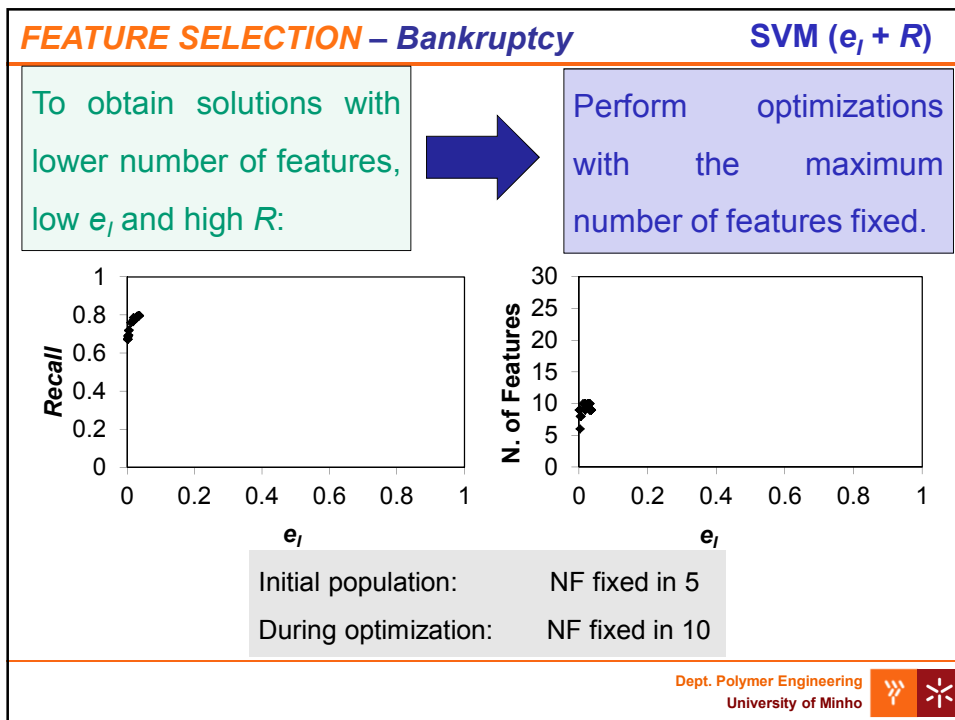 FEATURE SELECTION – Bankruptcy
SVM (eI + R)
To obtain solutions with
lower number of features,
low eI and high R:
Perform optimizations
with the maximum
number of features fixed.
1
0.8
0.6
0.4
0.2
0
Recall
0 0.2 0.4 0.6 0.8 1
eI
30
25
20
15
10
5
0
N. of Features
0 0.2 0.4 0.6 0.8 1
eI
Initial population: NF fixed in 5
During optimization: NF fixed in 10
Dept. Polymer Engineering
University of Minho